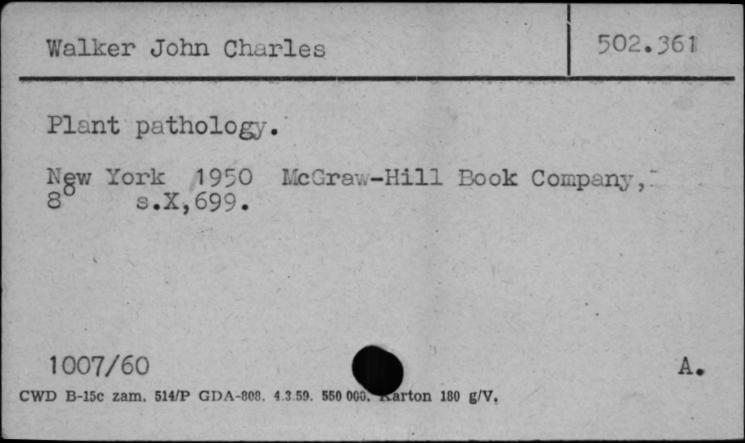 Walker John Charles
502.361
Plant pathology.
New York 1950 McGraw-Hill Book Company,
8° s.X,699.
1007/60
A.
CWD B-15c zam. 514/P GDA-808. 4.3.59. 550 000. Karton 180 g/V.